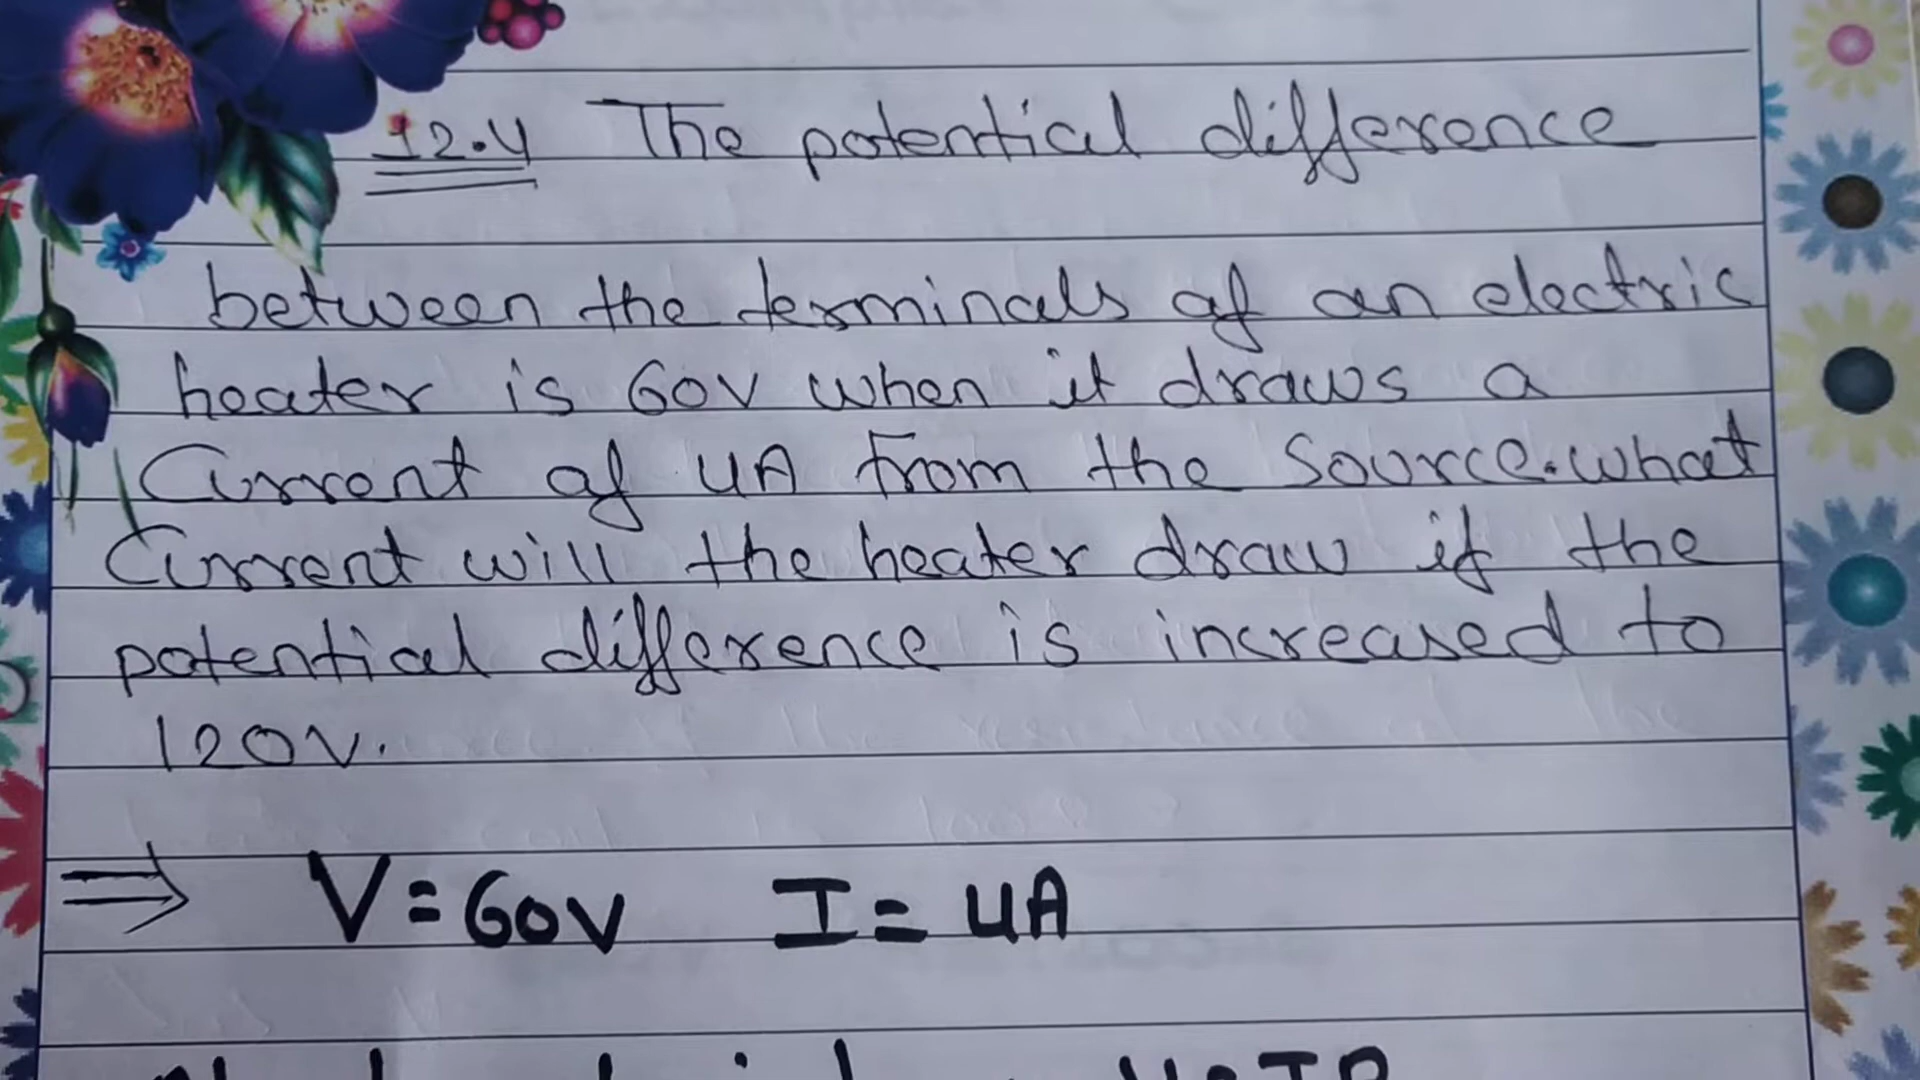 12.4 The potential difference
between the terminals of an electric
heater is 60V when it draws a
Current of 4A from the Source. what
Current will the heater draw if the
potential difference is increased to
120V.
⇒ V=60V I=4A